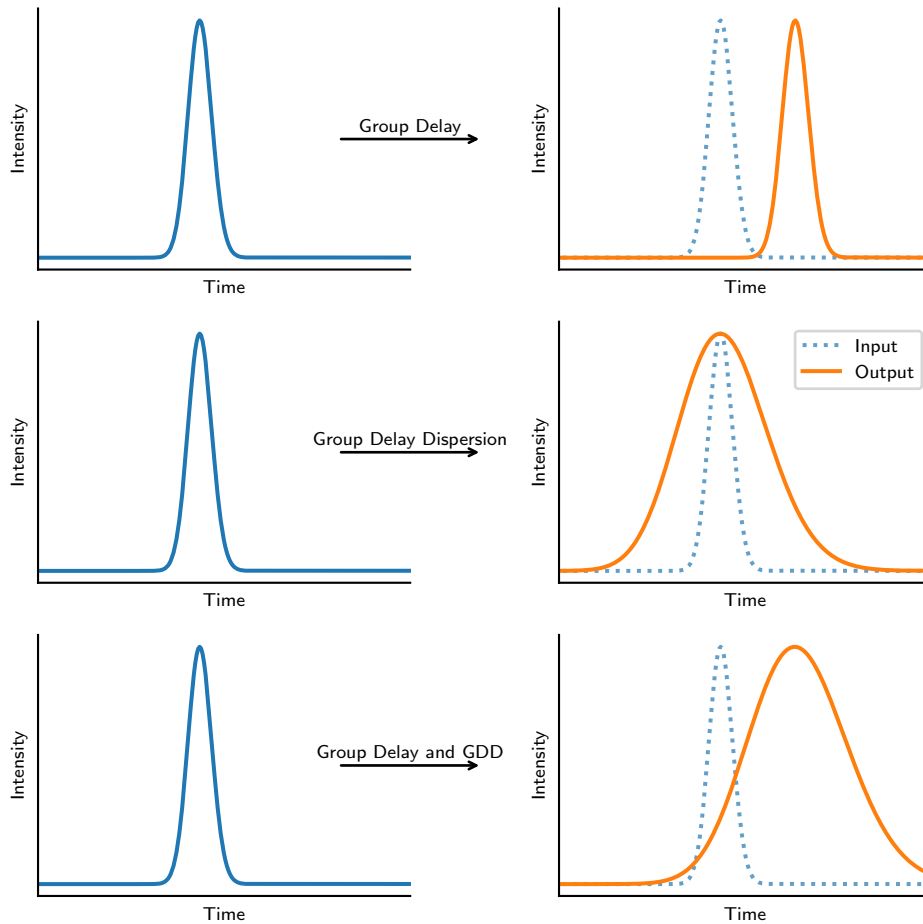 Intensity
Time
Group Delay
Intensity
Time
Intensity
Time
Group Delay Dispersion
Intensity
Time
Input
Output
Intensity
Time
Group Delay and GDD
Intensity
Time